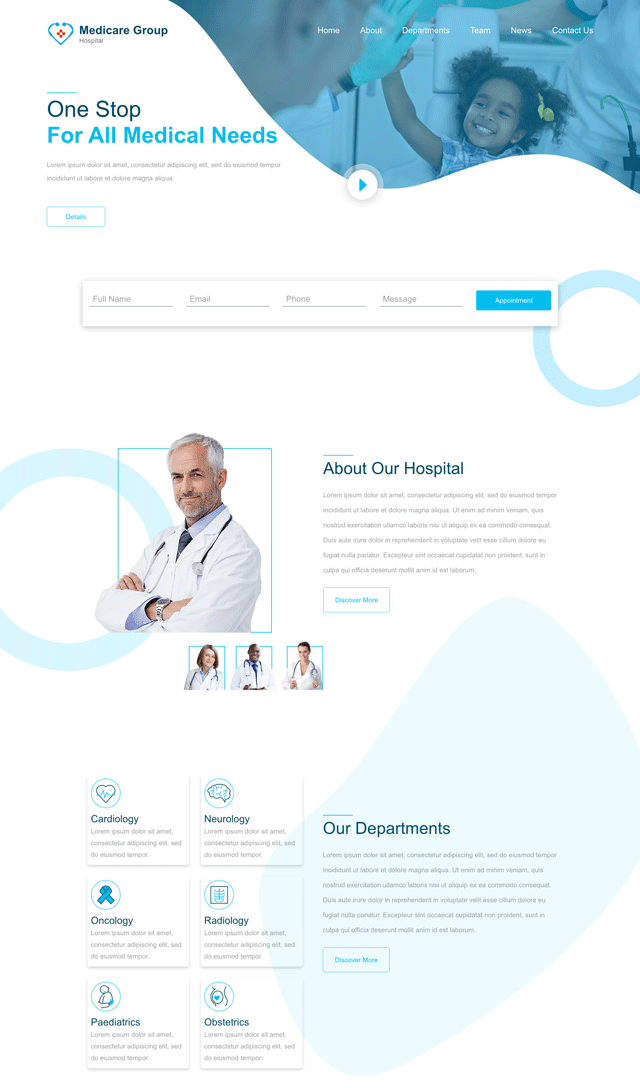 Medicare Group
Hospital
Home About Departments Team News Contact Us
One Stop
For All Medical Needs
Lorem ipsum dolor sit amet, consectetur adipiscing elit, sed do eiusmod tempor
incididunt ut labore et dolore magna aliqua.
Details
Full Name Email Phone Message Appointment
About Our Hospital
Lorem ipsum dolor sit amet, consectetur adipiscing elit, sed do eiusmod tempor
incididunt ut labore et dolore magna aliqua. Ut enim ad minim veniam, quis
nostrud exercitation ullamco laboris nisi ut aliquip ex ea commodo consequat.
Duis aute irure dolor in reprehenderit in voluptate velit esse cillum dolore eu
fugiat nulla pariatur. Excepteur sint occaecat cupidatat non proident, sunt in
culpa qui officia deserunt mollit anim id est laborum.
Discover More
Cardiology
Lorem ipsum dolor sit amet,
consectetur adipiscing elit, sed
do eiusmod tempor.
Neurology
Lorem ipsum dolor sit amet,
consectetur adipiscing elit, sed
do eiusmod tempor.
Oncology
Lorem ipsum dolor sit amet,
consectetur adipiscing elit, sed
do eiusmod tempor.
Radiology
Lorem ipsum dolor sit amet,
consectetur adipiscing elit, sed
do eiusmod tempor.
Paediatrics
Lorem ipsum dolor sit amet,
consectetur adipiscing elit, sed
do eiusmod tempor.
Obstetrics
Lorem ipsum dolor sit amet,
consectetur adipiscing elit, sed
do eiusmod tempor.
Our Departments
Lorem ipsum dolor sit amet, consectetur adipiscing elit, sed do eiusmod tempor
incididunt ut labore et dolore magna aliqua. Ut enim ad minim veniam, quis
nostrud exercitation ullamco laboris nisi ut aliquip ex ea commodo consequat.
Duis aute irure dolor in reprehenderit in voluptate velit esse cillum dolore eu
fugiat nulla pariatur. Excepteur sint occaecat cupidatat non proident, sunt in
culpa qui officia deserunt mollit anim id est laborum.
Discover More